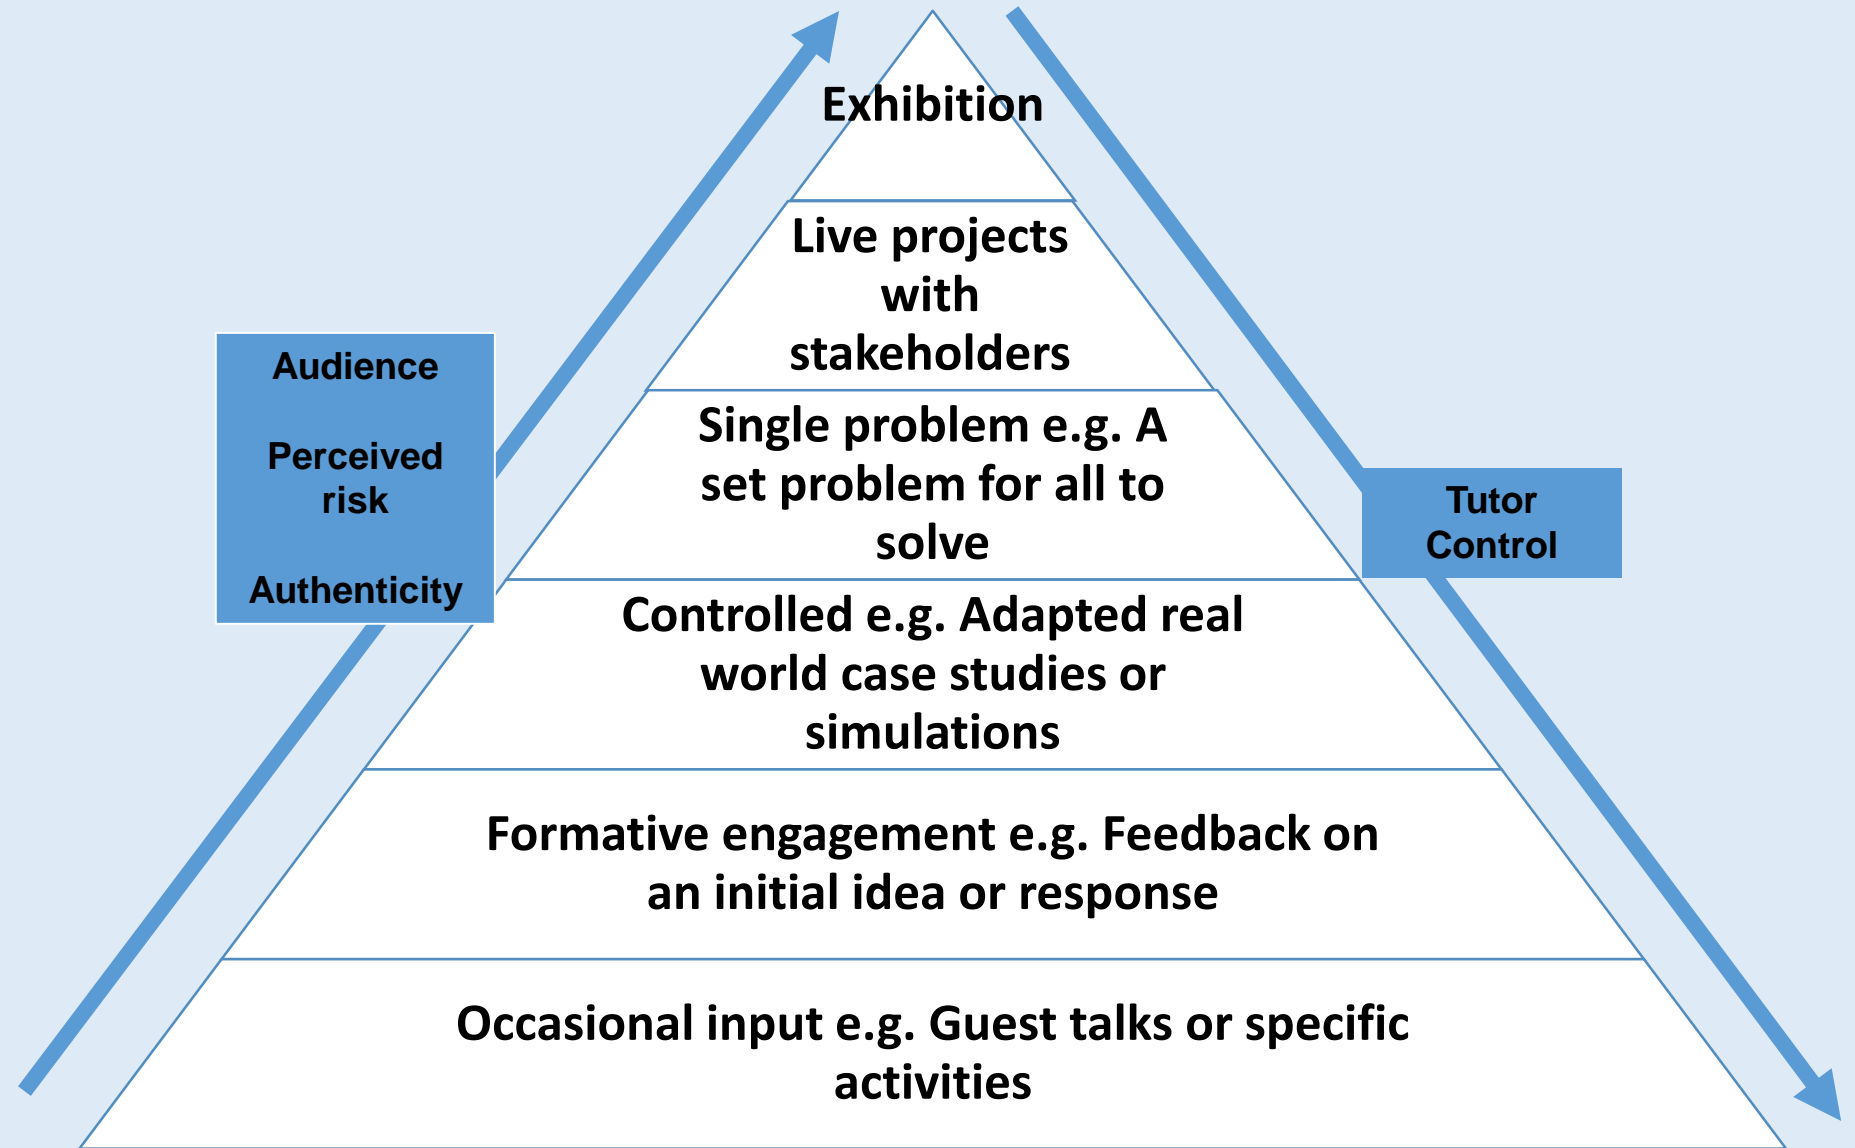 Exhibition
Live projects
with
stakeholders
Audience
Perceived
risk
Authenticity
Single problem e.g. A
set problem for all to
solve
Tutor
Control
Controlled e.g. Adapted real
world case studies or
simulations
Formative engagement e.g. Feedback on
an initial idea or response
Occasional input e.g. Guest talks or specific
activities